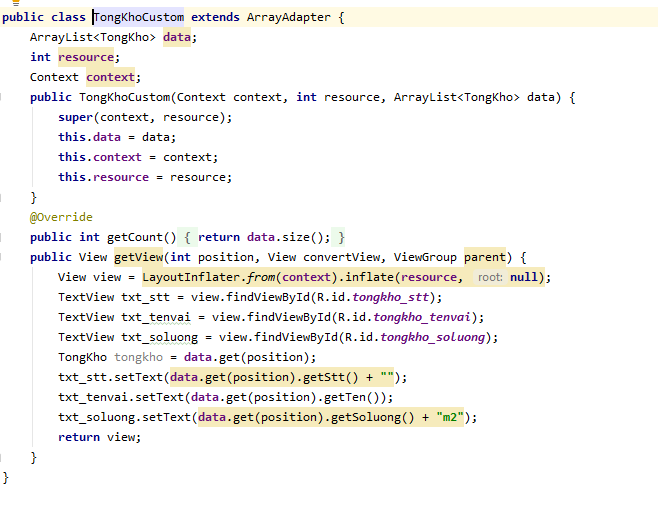 public class TongKhoCustom extends ArrayAdapter {
ArrayList<TongKho> data;
int resource;
Context context;
public TongKhoCustom(Context context, int resource, ArrayList<TongKho> data) {
super(context, resource);
this.data = data;
this.context = context;
this.resource = resource;
}
@Override
public int getCount() { return data.size(); }
public View getView(int position, View convertView, ViewGroup parent) {
View view = LayoutInflater.from(context).inflate(resource, root: null);
TextView txt_stt = view.findViewById(R.id.tongkho_stt);
TextView txt_tenvai = view.findViewById(R.id.tongkho_tenvai);
TextView txt_soluong = view.findViewById(R.id.tongkho_soluong);
TongKho tongkho = data.get(position);
txt_stt.setText(data.get(position).getStt() + "");
txt_tenvai.setText(data.get(position).getTen());
txt_soluong.setText(data.get(position).getSoluong() + "m2");
return view;
}
}